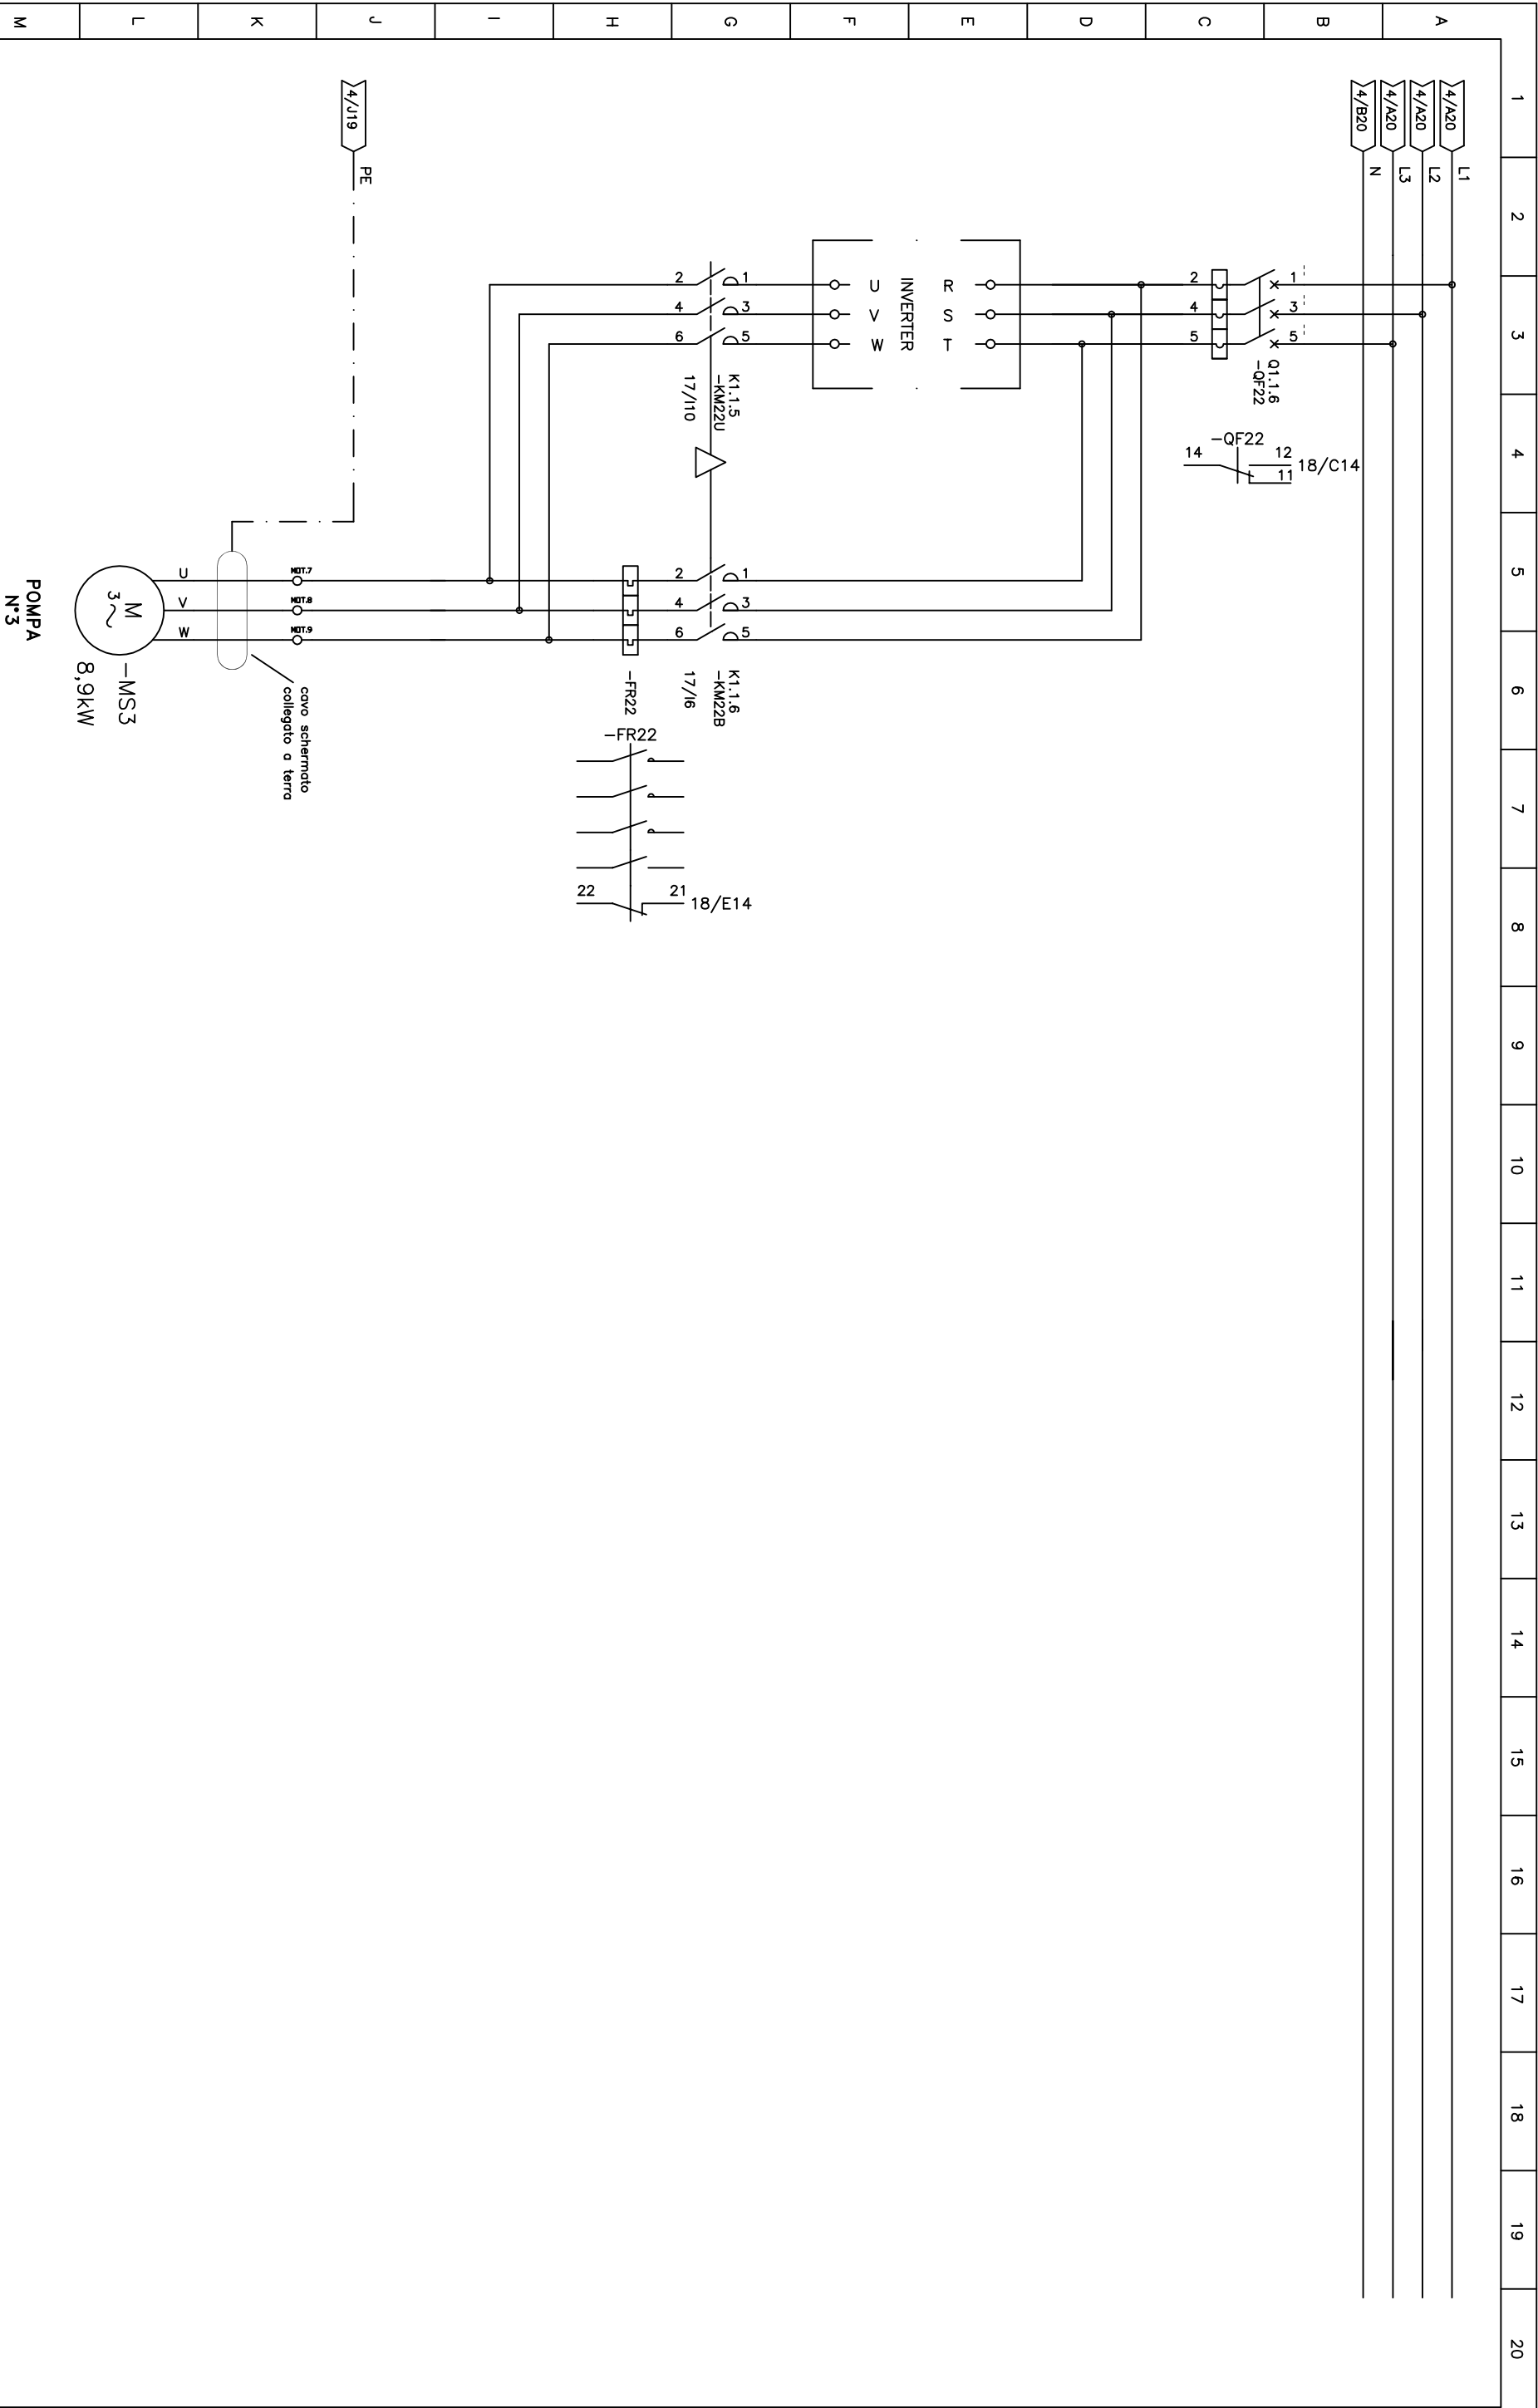 1 2 3 4 5 6 7 8 9 10 11 12 13 14 15 16 17 18 19 20
A
B
C
D
E
F
G
H
I
J
K
L
M
4/A20 L1
4/A20 L2
4/A20 L3
4/B20 N
1 3 5
Q1.1.6
-QF22
2 4 5
-QF22
14 12
11
18/C14
R S T
INVERTER
U V W
1 3 5
2 4 6
K1.1.5
-KM22U
17/I10
1 3 5
2 4 6
K1.1.6
-KM22B
17/I6
-FR22
-FR22
22 21
18/E14
4/J19 PE
MOT.7 MOT.8 MOT.9
cavo schermato
collegato a terra
U V W
M
3~
-MS3
8,9kW
POMPA
N°3